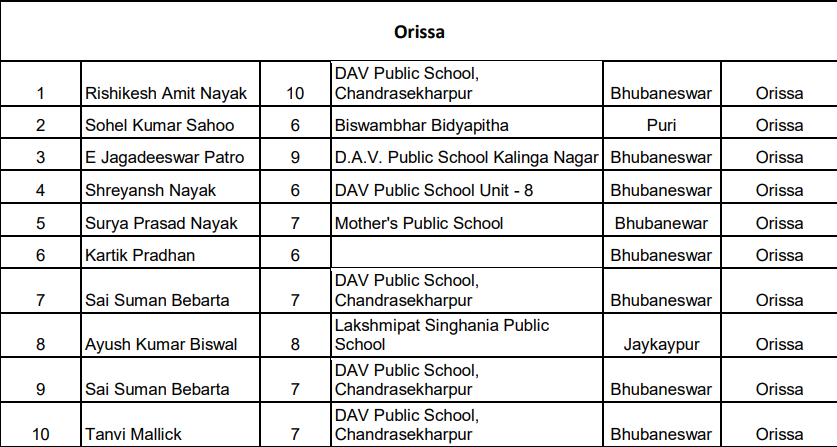 Orissa
1 Rishikesh Amit Nayak 10 DAV Public School,
Chandrasekharpur Bhubaneswar Orissa
2 Sohel Kumar Sahoo 6 Biswambhar Bidyapitha Puri Orissa
3 E Jagadeeswar Patro 9 D.A.V. Public School Kalinga Nagar Bhubaneswar Orissa
4 Shreyansh Nayak 6 DAV Public School Unit - 8 Bhubaneswar Orissa
5 Surya Prasad Nayak 7 Mother's Public School Bhubanewar Orissa
6 Kartik Pradhan 6 Bhubaneswar Orissa
7 Sai Suman Bebarta 7 DAV Public School,
Chandrasekharpur Bhubaneswar Orissa
8 Ayush Kumar Biswal 8 Lakshmipat Singhania Public
School Jaykaypur Orissa
9 Sai Suman Bebarta 7 DAV Public School,
Chandrasekharpur Bhubaneswar Orissa
10 Tanvi Mallick 7 DAV Public School,
Chandrasekharpur Bhubaneswar Orissa